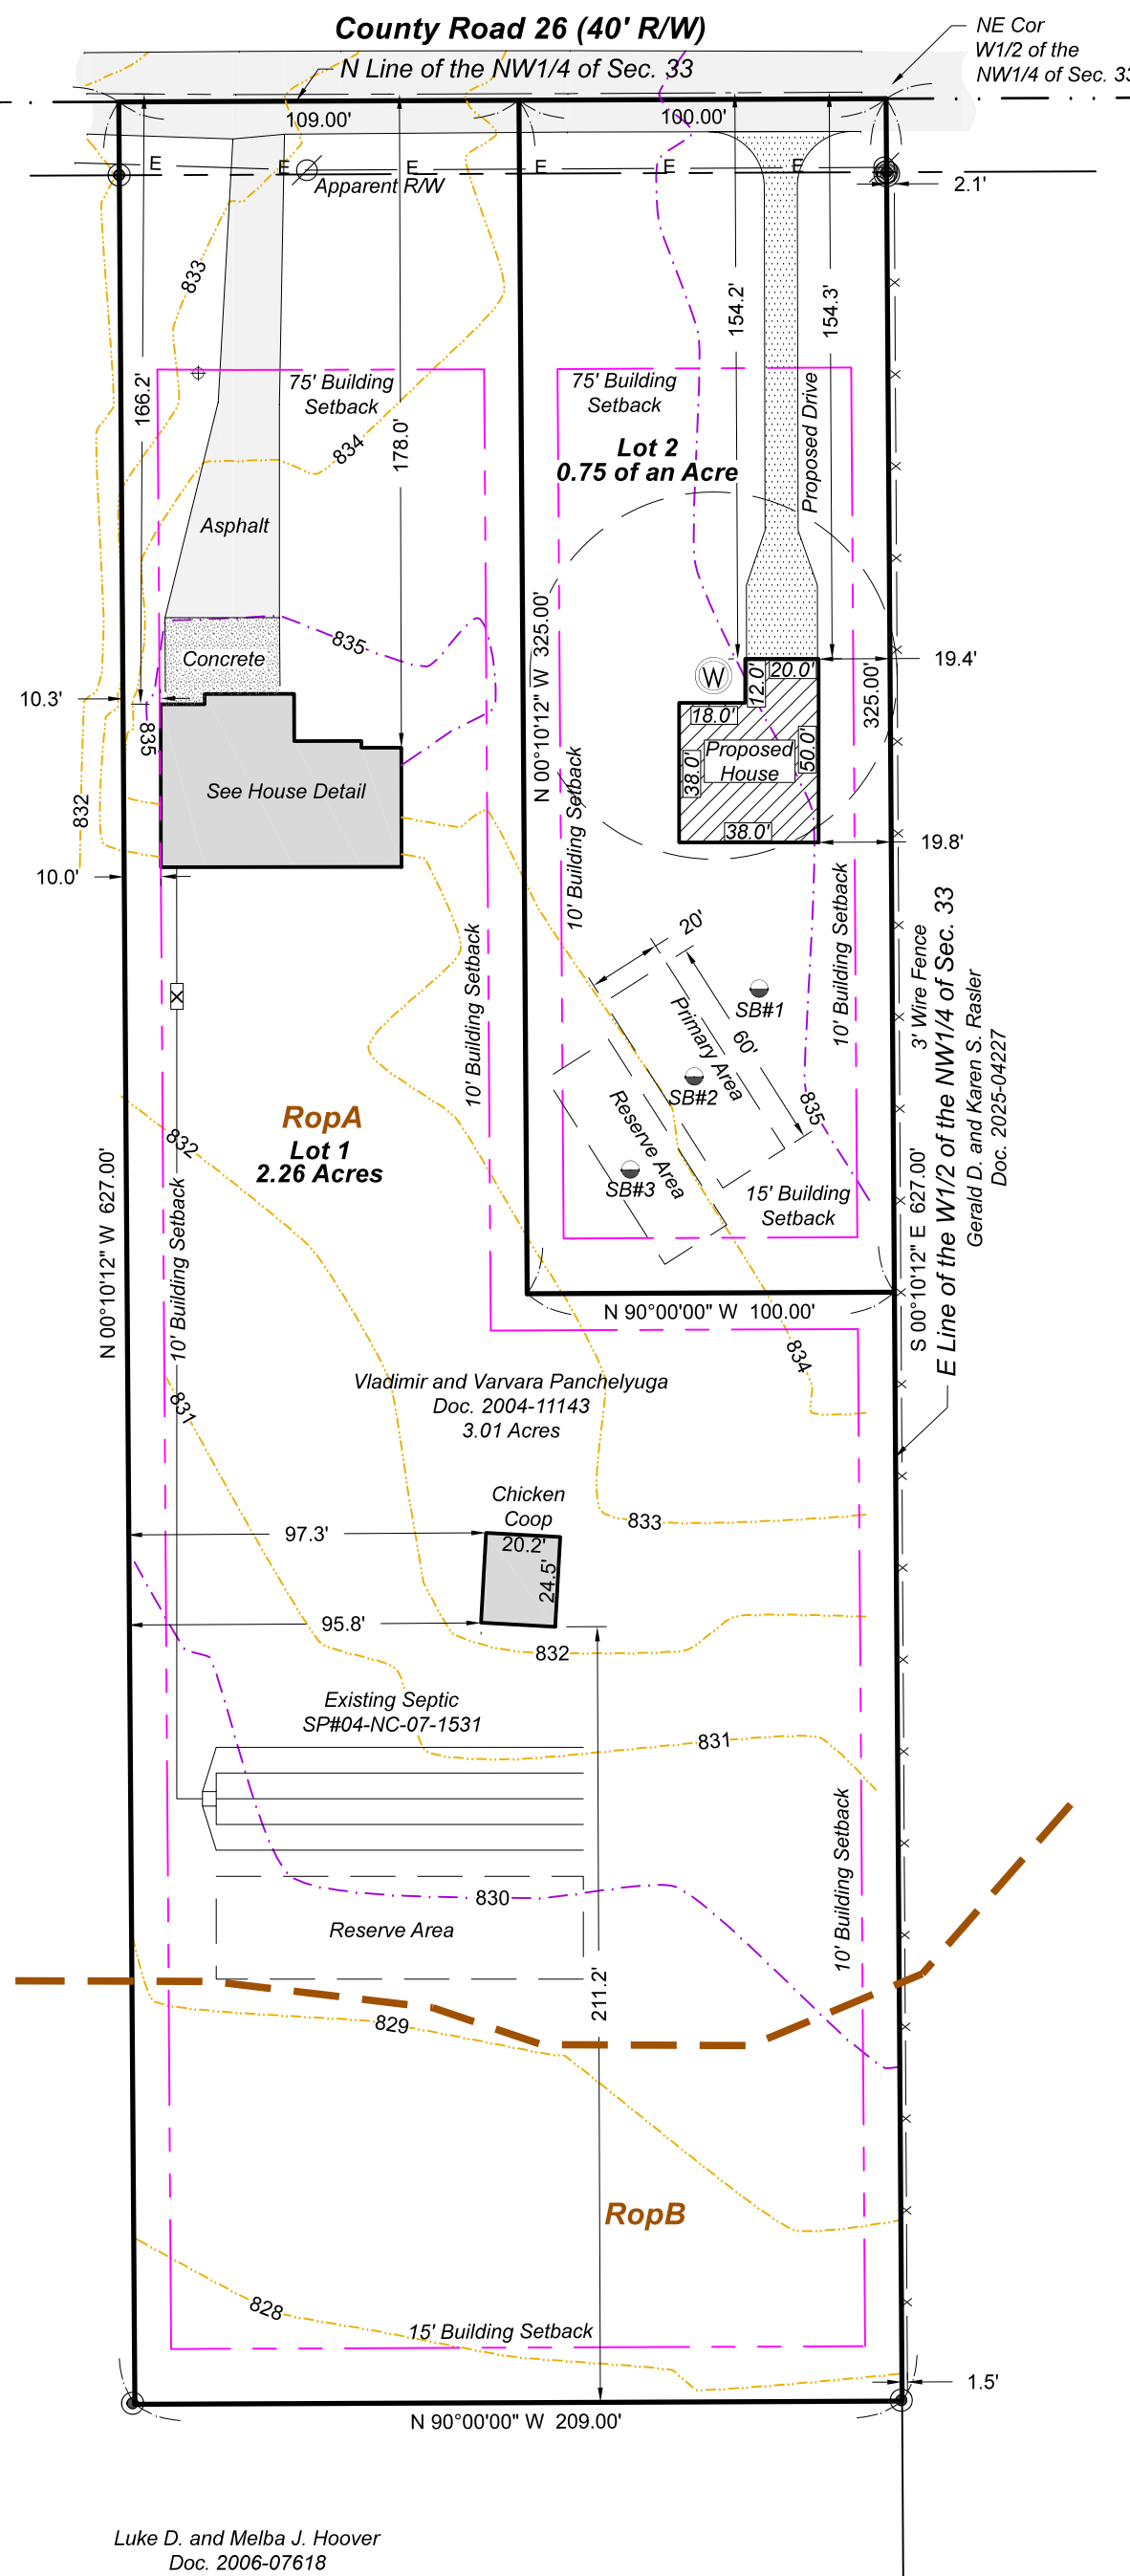 County Road 26 (40' R/W)
NE Cor
W1/2 of the
NW1/4 of Sec. 33
N Line of the NW1/4 of Sec. 33
109.00'
100.00'
E
E
E
E
E
E
Apparent R/W
2.1'
833
166.2'
178.0'
154.2'
154.3'
75' Building
Setback
75' Building
Setback
834
Proposed Drive
Lot 2
0.75 of an Acre
Asphalt
N 00°10'12" W 325.00'
835
Concrete
W
12.0'
20.0'
19.4'
325.00'
10.3'
835
18.0'
Proposed
House
50.0'
38.0'
38.0'
See House Detail
832
10' Building Setback
19.8'
10.0'
10' Building Setback
10' Building Setback
3' Wire Fence
E Line of the W1/2 of the NW1/4 of Sec. 33
Gerald D. and Karen S. Rasler
Doc. 2025-04227
20'
60'
Primary Area
SB#1
SB#2
Reserve Area
SB#3
835
RopA
Lot 1
2.26 Acres
832
N 00°10'12" W 627.00'
10' Building Setback
15' Building
Setback
S 00°10'12" E 627.00'
N 90°00'00" W 100.00'
834
Vladimir and Varvara Panchelyuga
Doc. 2004-11143
3.01 Acres
831
Chicken
Coop
20.2'
24.5'
97.3'
833
95.8'
832
Existing Septic
SP#04-NC-07-1531
831
10' Building Setback
830
Reserve Area
211.2'
829
RopB
828
15' Building Setback
1.5'
N 90°00'00" W 209.00'
Luke D. and Melba J. Hoover
Doc. 2006-07618